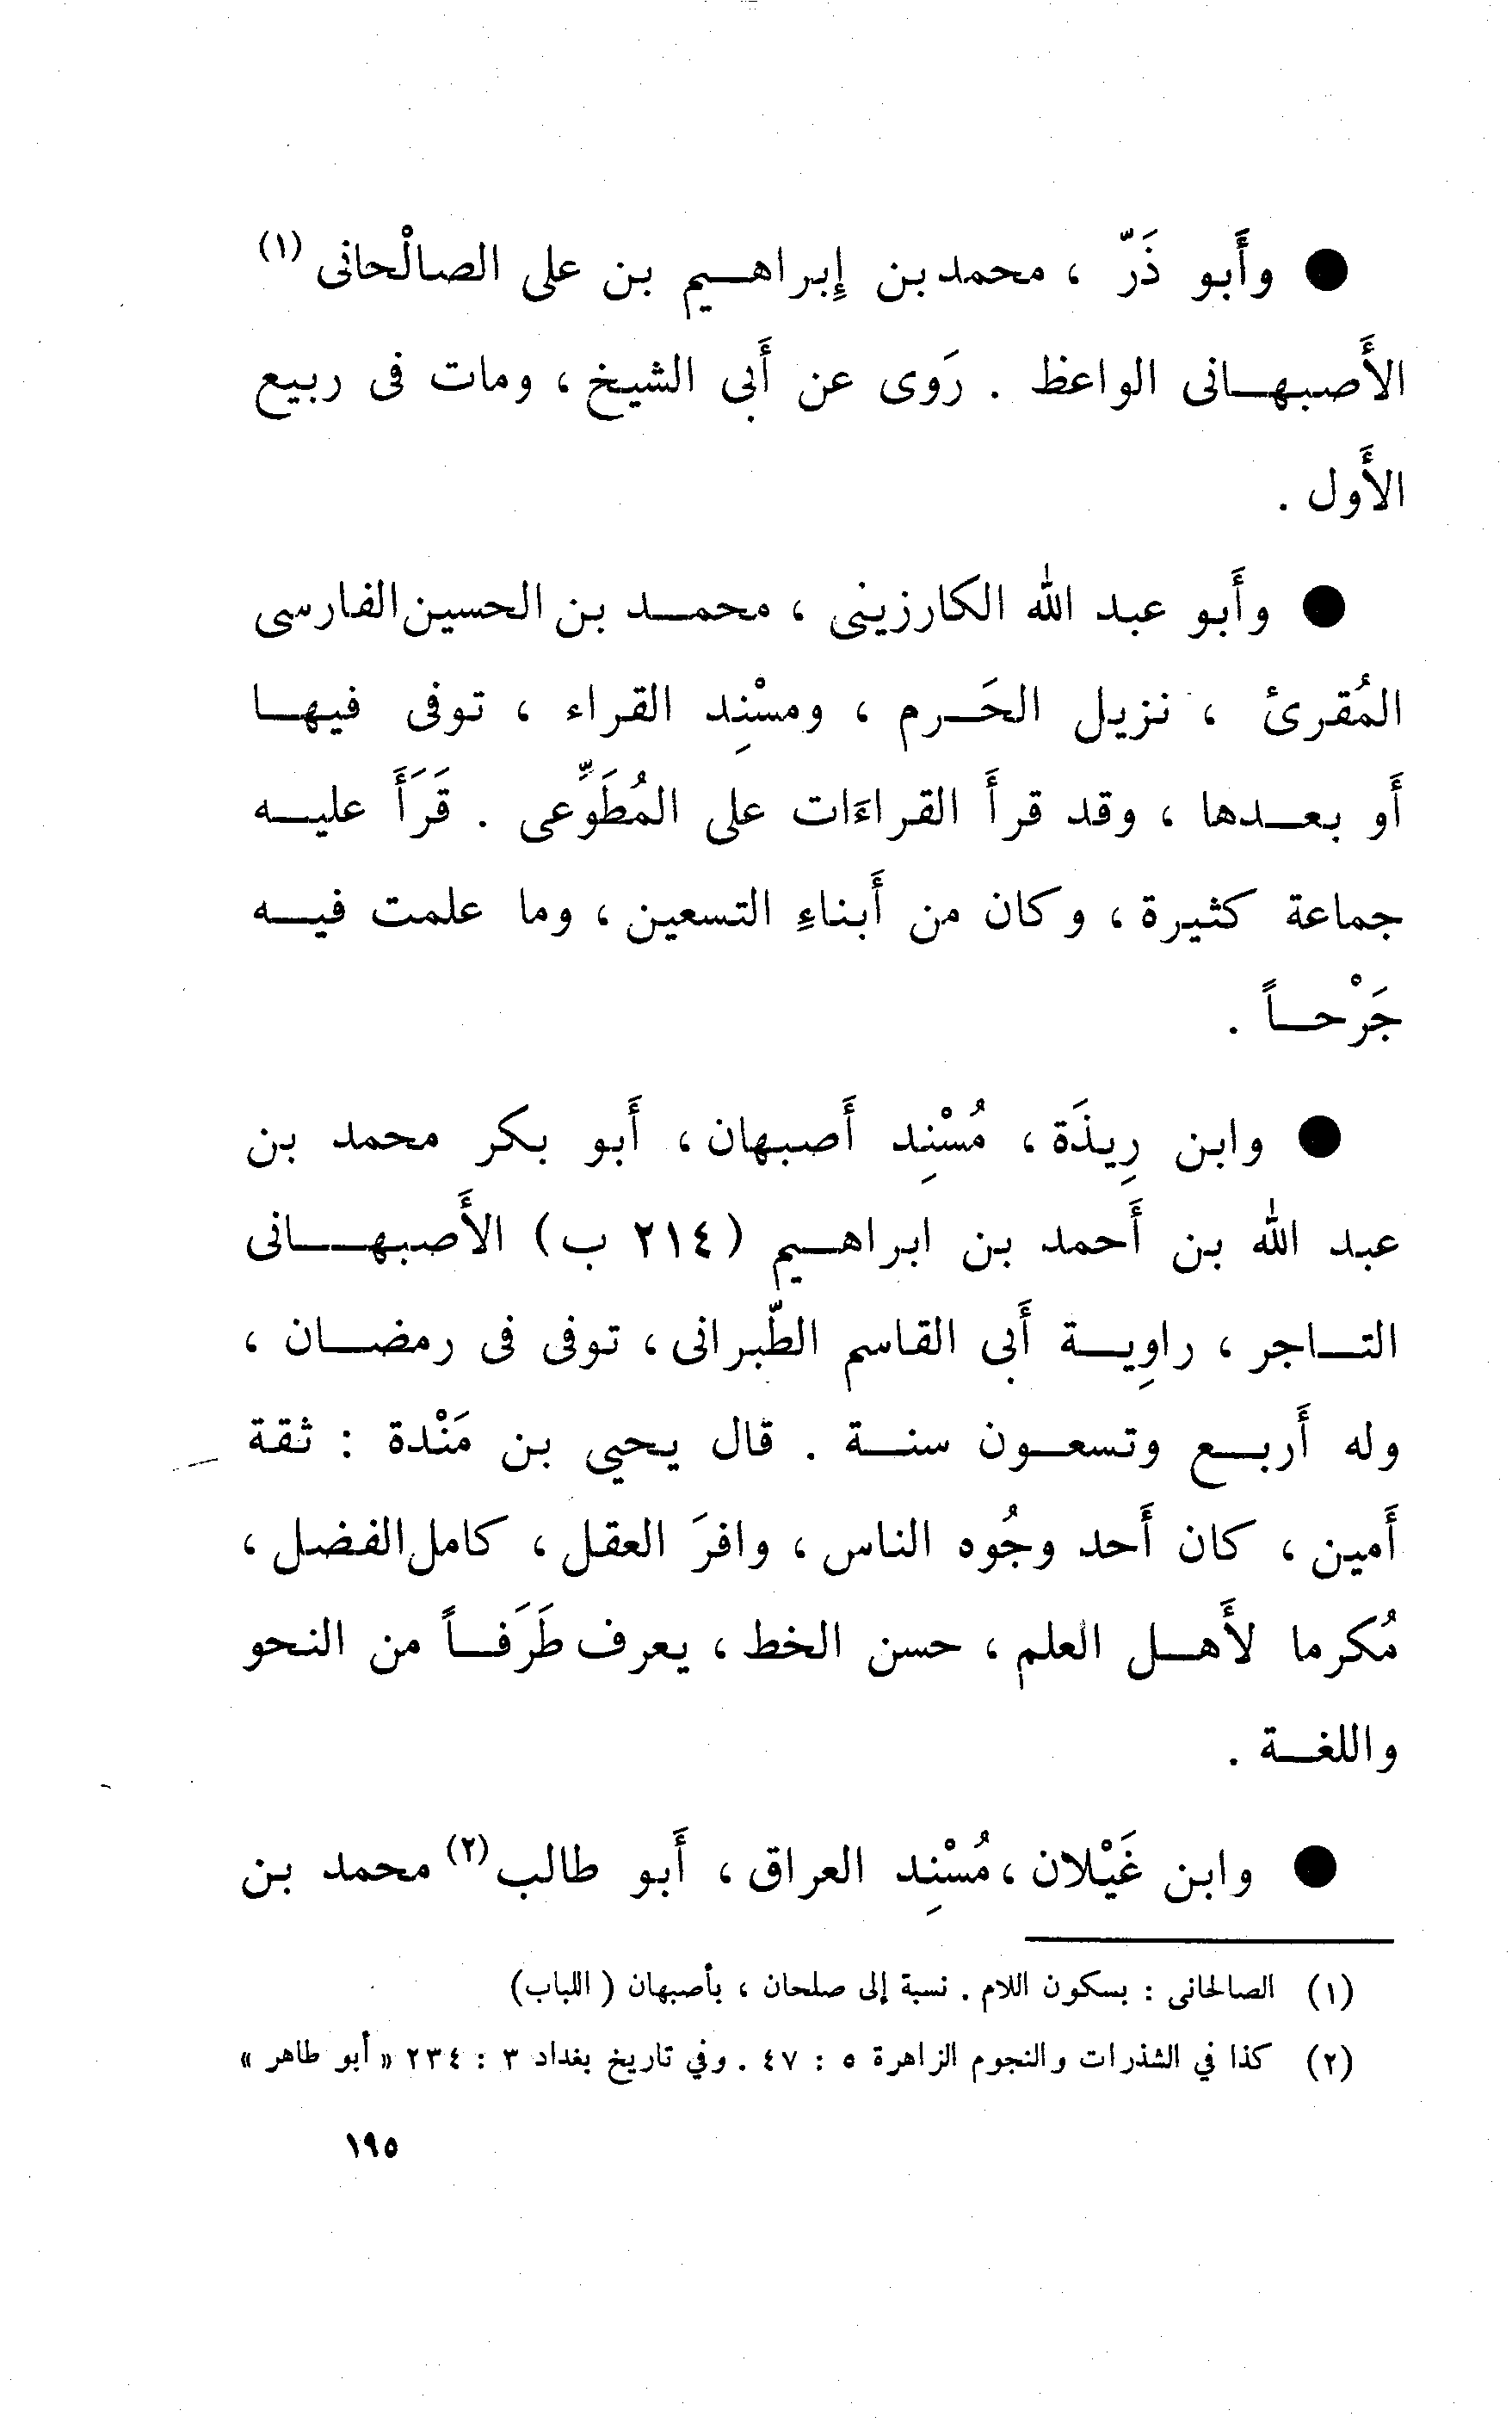 ● وأَبو ذَرّ ، محمد بن إِبراهيم بن على الصالْحانى (١)
الأَصبهانى الواعظ . رَوى عن أَبى الشيخ ، ومات فى ربيع
الأَول .
● وأَبو عبد الله الكارزينى ، محمد بن الحسين الفارسى
المُقرئ ، نزيل الحَرم ، ومسْنِد القراء ، توفى فيها
أَو بعدها ، وقد قرأَ القراءَات على المُطَوِّعى . قَرَأَ عليه
جماعة كثيرة ، وكان من أَبناءِ التسعين ، وما علمت فيه
جَرْحاً .
● وابن رِيذَة ، مُسْنِد أَصبهان ، أَبو بكر محمد بن
عبد الله بن أَحمد بن ابراهيم (٢١٤ ب) الأَصبهانى
التاجر ، راوِية أَبى القاسم الطّبرانى ، توفى فى رمضان ،
وله أَربع وتسعون سنة . قال يحيى بن مَنْدة : ثقة
أَمين ، كان أَحد وجُوه الناس ، وافرَ العقل ، كامل الفضل ،
مُكرما لأَهل العلم ، حسن الخط ، يعرف طَرَفاً من النحو
واللغة .
● وابن غَيْلان ، مُسْنِد العراق ، أَبو طالب (٢) محمد بن
(١) الصالحانى : بسكون اللام . نسبة إلى صلحان ، بأصبهان ( اللباب)
(٢) كذا في الشذرات والنجوم الزاهرة ٥ : ٤٧ . وفي تاريخ بغداد ٣ : ٢٣٤ « أبو طاهر »
١٩٥